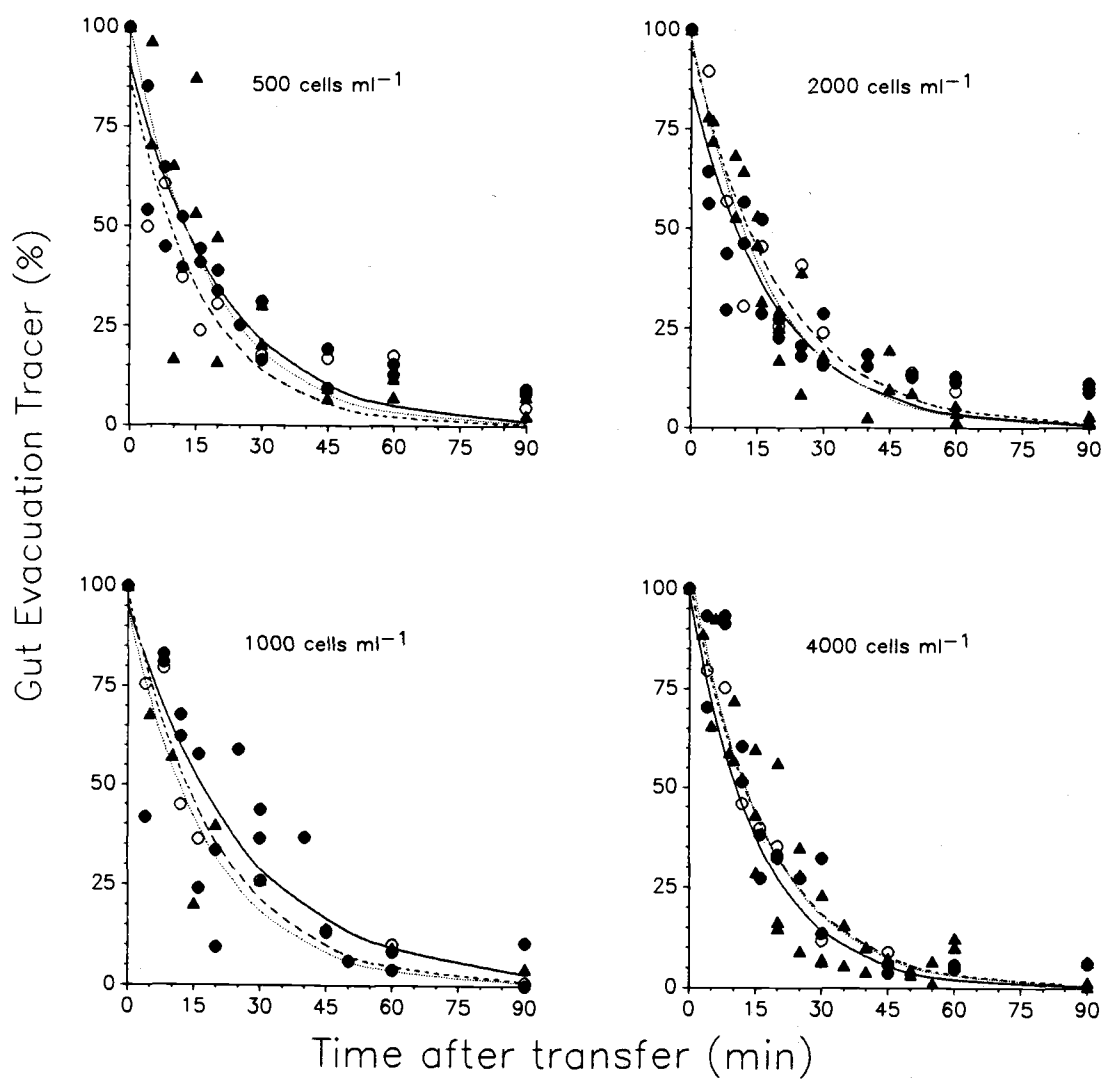 Gut Evacuation Tracer (%)
500 cells ml⁻¹
100
75
50
25
0
0 15 30 45 60 75 90
2000 cells ml⁻¹
100
75
50
25
0
0 15 30 45 60 75 90
1000 cells ml⁻¹
100
75
50
25
0
0 15 30 45 60 75 90
4000 cells ml⁻¹
100
75
50
25
0
0 15 30 45 60 75 90
Time after transfer (min)